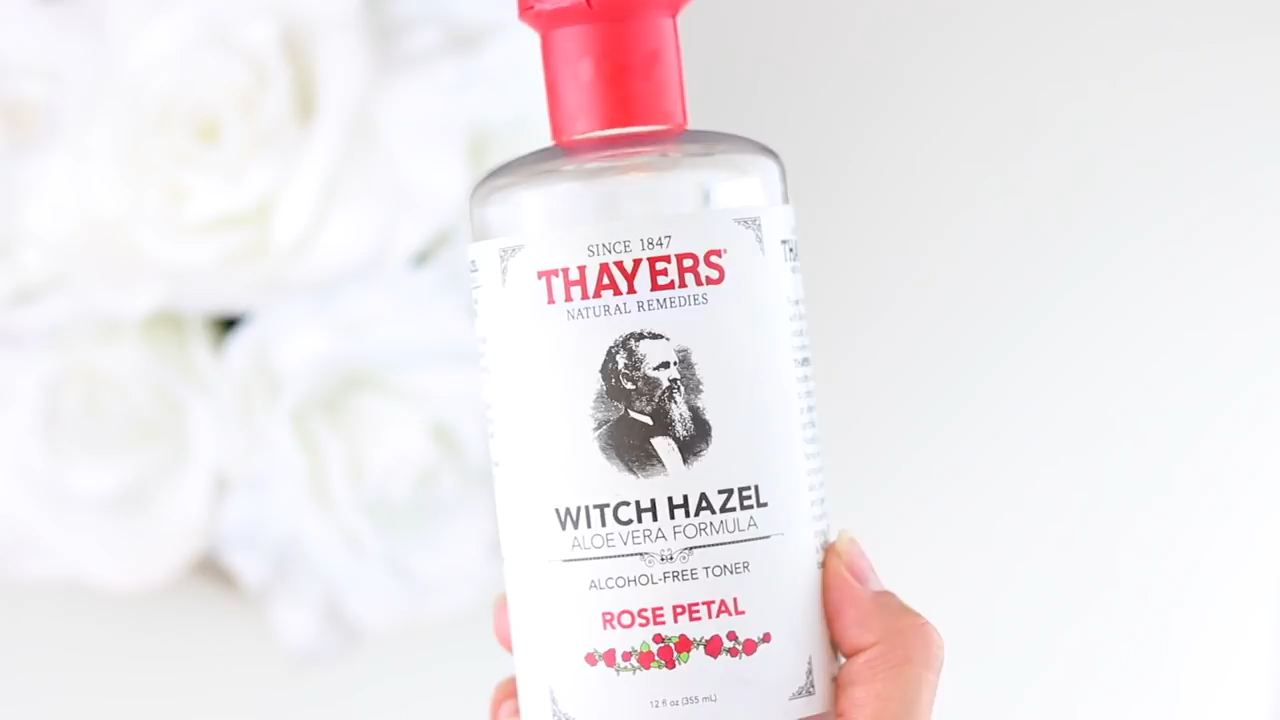 SINCE 1847
THAYERS®
NATURAL REMEDIES
WITCH HAZEL
ALOE VERA FORMULA
ALCOHOL-FREE TONER
ROSE PETAL
12 fl oz (355 mL)